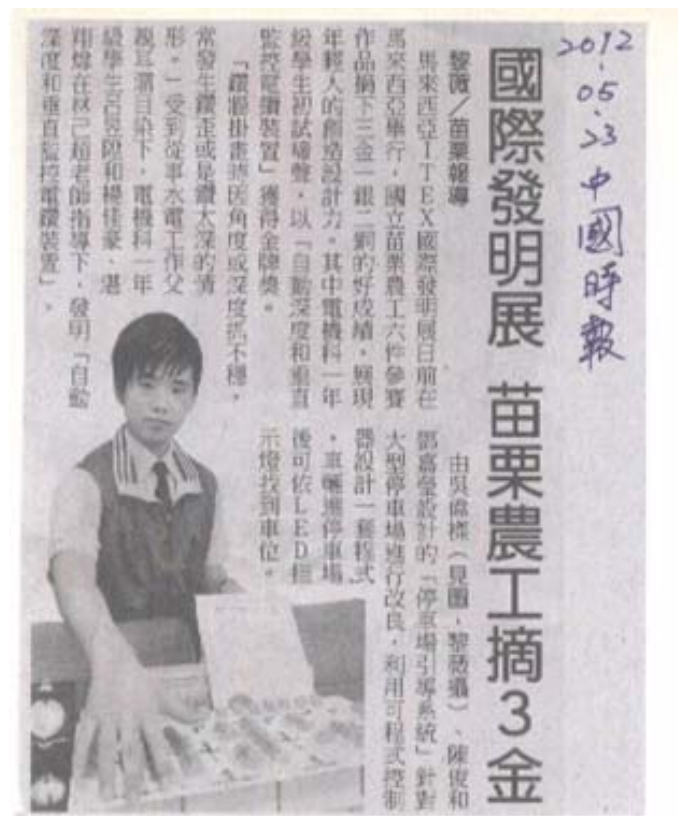 2012.05.23 中國時報
國際發明展 苗栗農工摘3金
黎薇／苗栗報導
馬來西亞ITEX國際發明展日前在
馬來西亞舉行，國立苗栗農工六件參賽
作品摘下三金一銀二銅的好成績，展現
年輕人的創造設計力。其中電機科一年
級學生初試啼聲，以「自動深度和垂直
監控電鑽裝置」獲得金牌獎。
「鑽牆掛畫時因角度或深度抓不穩，
常發生鑽歪或是鑽太深的情
形。」受到從事水電工作父
親耳濡目染下，電機科一年
級學生呂昱陞和楊佳豪、湛
翔煒在林己超老師指導下，發明「自動
深度和垂直監控電鑽裝置」。
由吳偉傑（見圖，黎薇攝）、陳俊和
鄧嘉瑩設計的「停車場引導系統」針對
大型停車場進行改良，利用可程式控制
器設計一套程式
，車輛進停車場
後可依LED指
示燈找到車位。